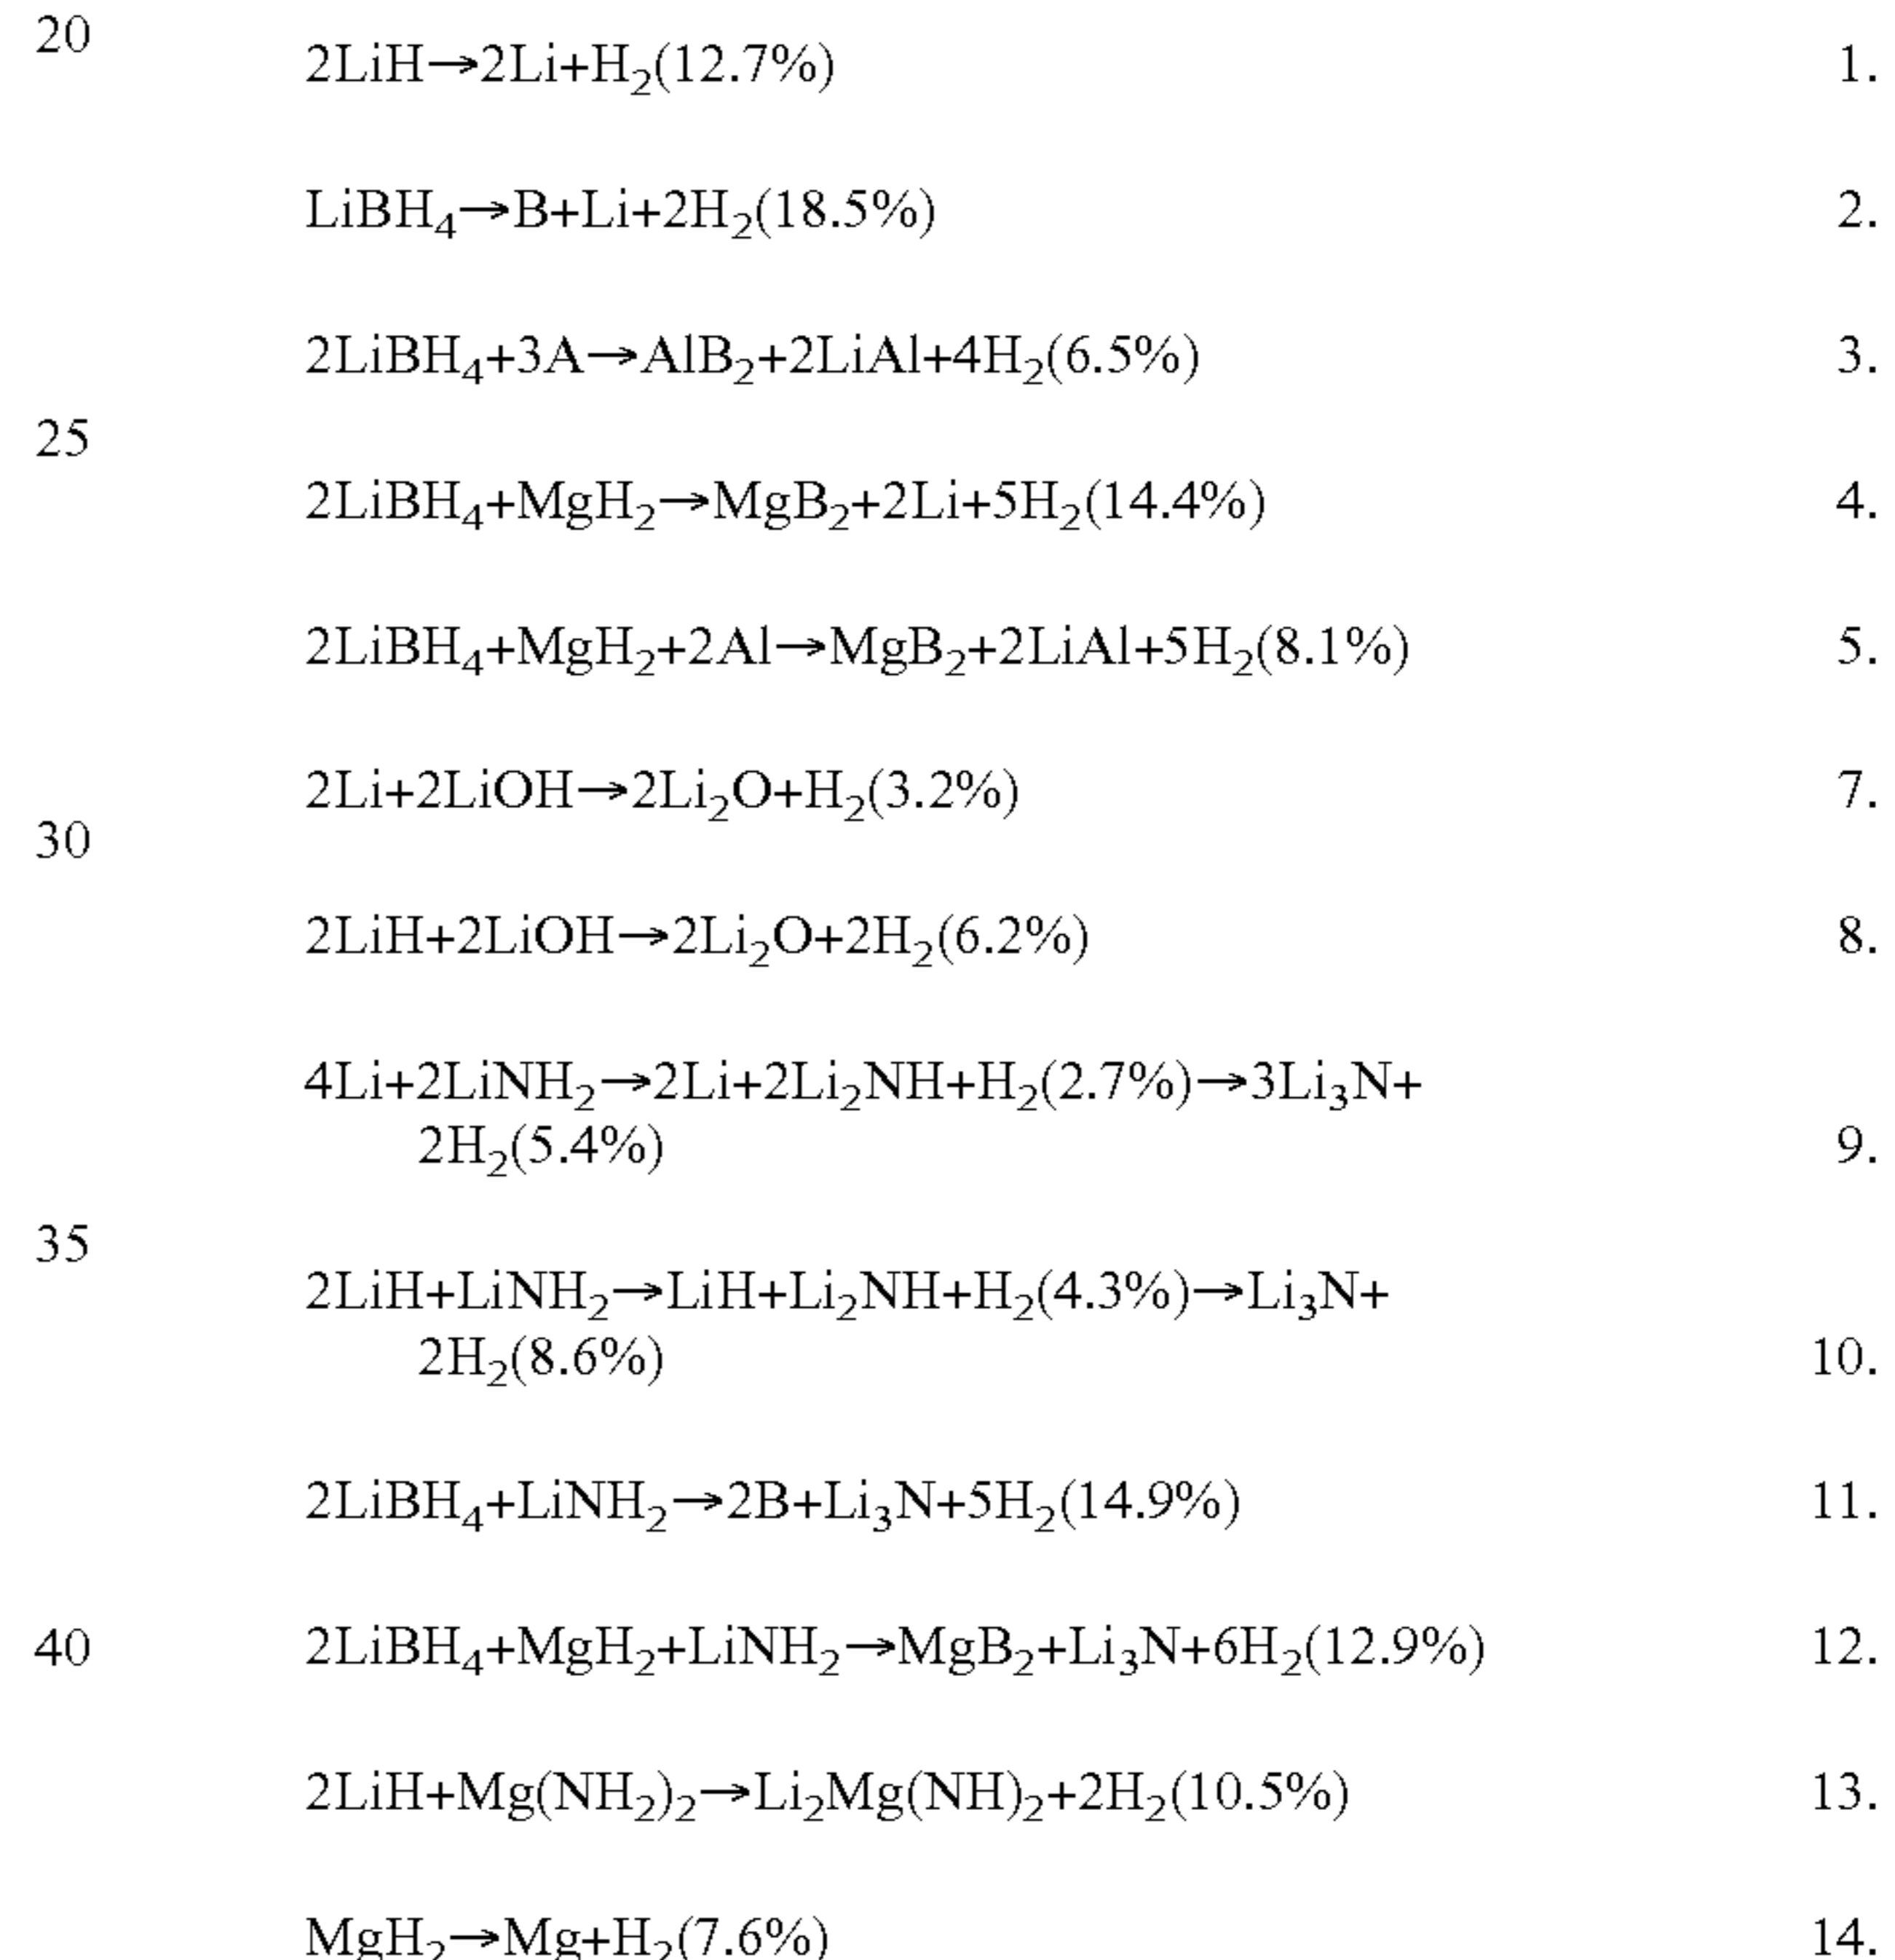 20
2LiH→2Li+H₂(12.7%) 1.
LiBH₄→B+Li+2H₂(18.5%) 2.
2LiBH₄+3A→AlB₂+2LiAl+4H₂(6.5%) 3.
25
2LiBH₄+MgH₂→MgB₂+2Li+5H₂(14.4%) 4.
2LiBH₄+MgH₂+2Al→MgB₂+2LiAl+5H₂(8.1%) 5.
2Li+2LiOH→2Li₂O+H₂(3.2%) 7.
30
2LiH+2LiOH→2Li₂O+2H₂(6.2%) 8.
4Li+2LiNH₂→2Li+2Li₂NH+H₂(2.7%)→3Li₃N+
2H₂(5.4%) 9.
35
2LiH+LiNH₂→LiH+Li₂NH+H₂(4.3%)→Li₃N+
2H₂(8.6%) 10.
2LiBH₄+LiNH₂→2B+Li₃N+5H₂(14.9%) 11.
40 2LiBH₄+MgH₂+LiNH₂→MgB₂+Li₃N+6H₂(12.9%) 12.
2LiH+Mg(NH₂)₂→Li₂Mg(NH)₂+2H₂(10.5%) 13.
MgH₂→Mg+H₂(7.6%) 14.